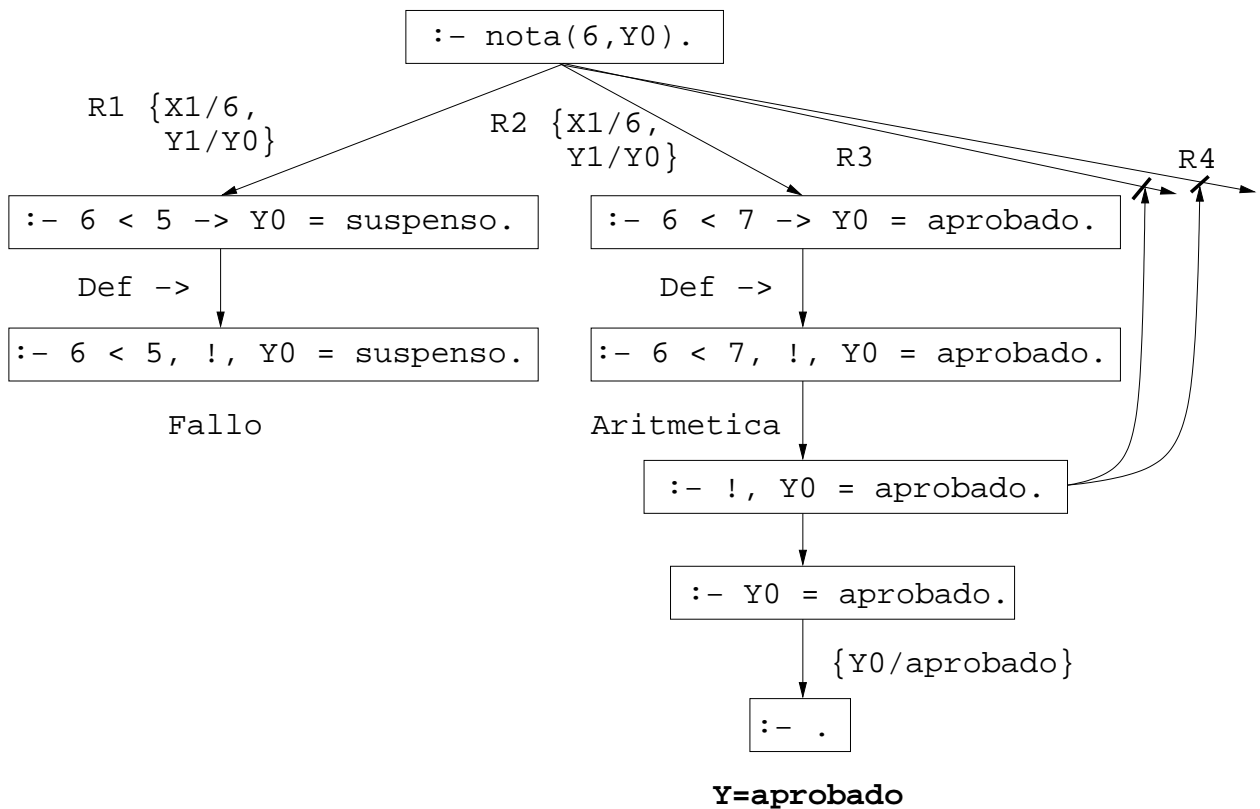 :- nota(6,Y0).
R1 {X1/6,
Y1/Y0}
R2 {X1/6,
Y1/Y0}
R3
R4
:- 6 < 5 -> Y0 = suspenso.
:- 6 < 7 -> Y0 = aprobado.
Def ->
Def ->
:- 6 < 5, !, Y0 = suspenso.
:- 6 < 7, !, Y0 = aprobado.
Fallo
Aritmetica
:- !, Y0 = aprobado.
:- Y0 = aprobado.
{Y0/aprobado}
:- .
Y=aprobado